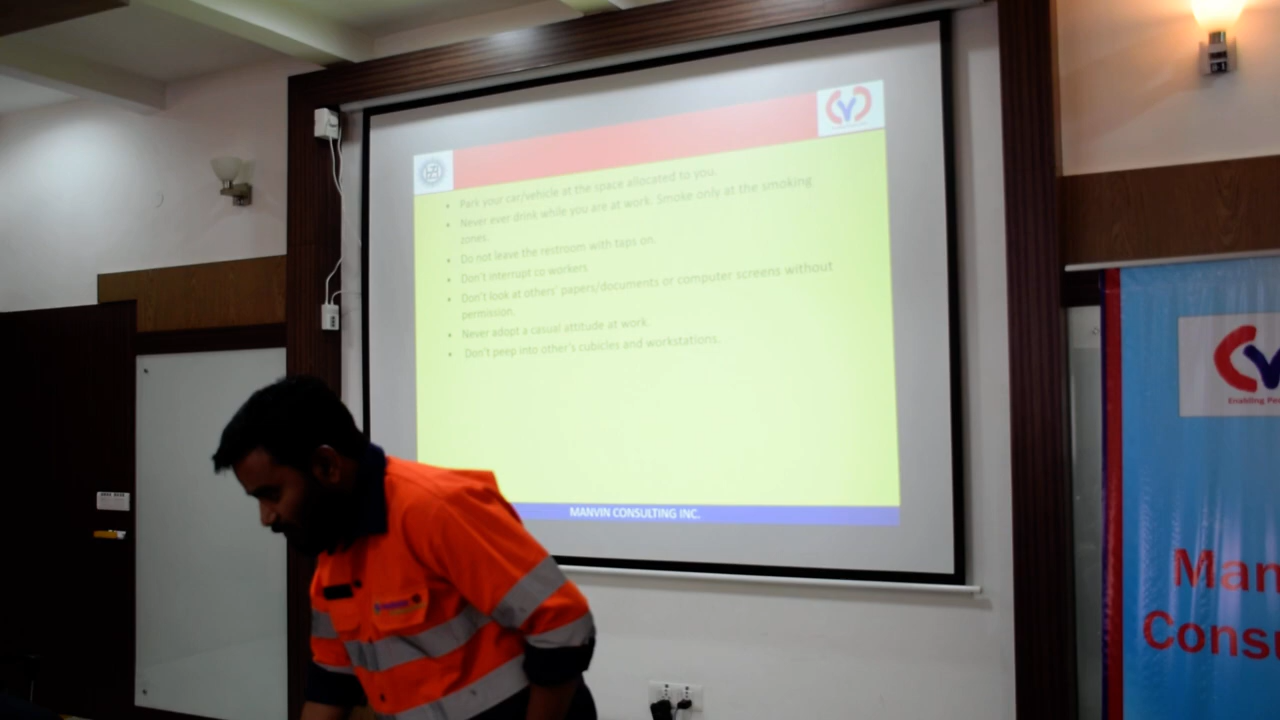 Park your car/vehicle at the space allocated to you.
Never ever drink while you are at work. Smoke only at the smoking
zones.
Do not leave the restroom with taps on
Don't interrupt co workers
Don't look at others' papers/documents or computer screens without
permission.
Never adopt a casual attitude at work.
Don't peep into other's cubicles and workstations.
MANVIN CONSULTING INC.
Enabling
Man
Cons